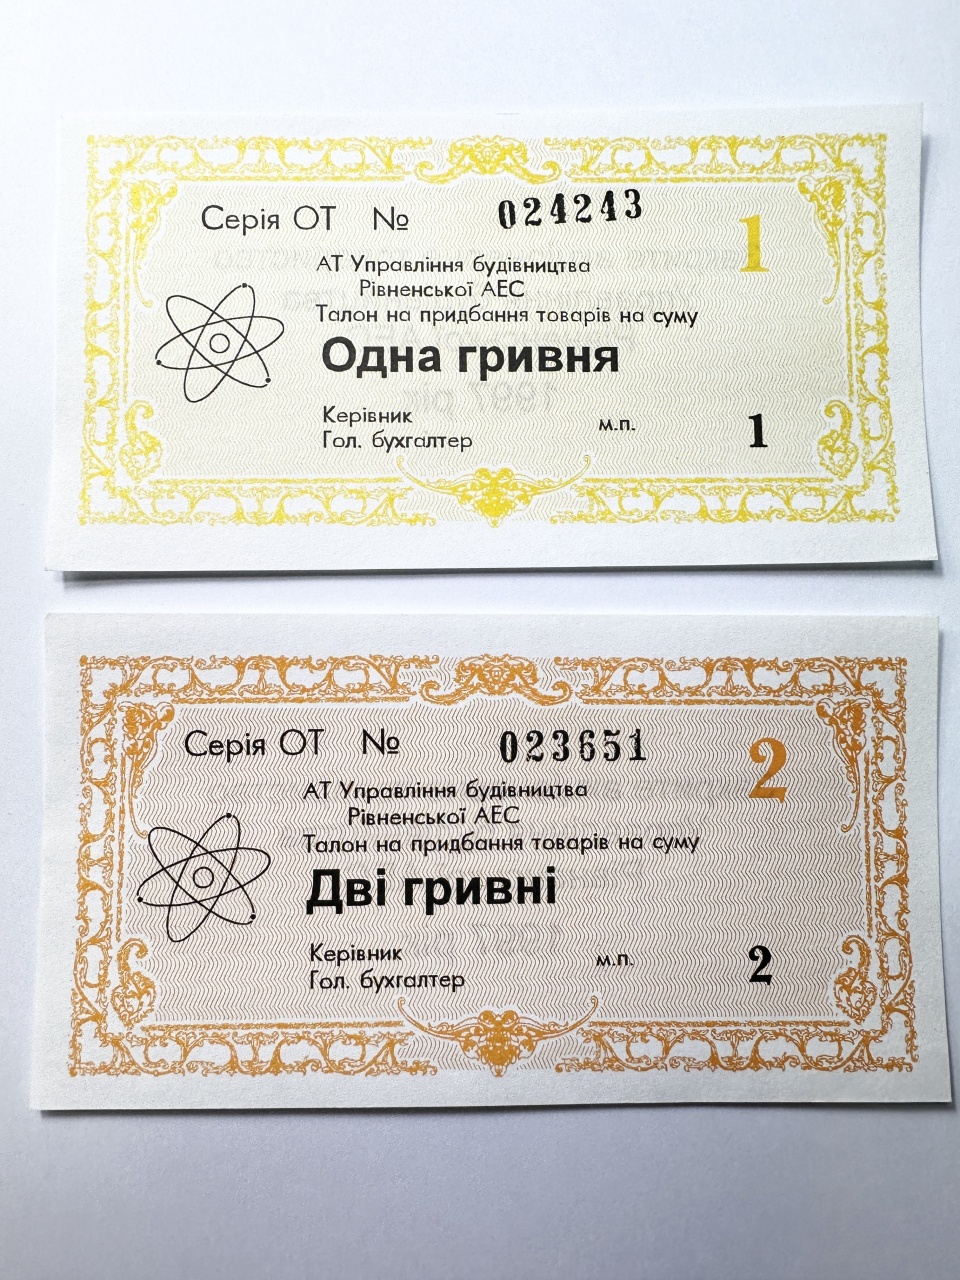 Серія ОТ № 024243
1
АТ Управління будівництва
Рівненської АЕС
Талон на придбання товарів на суму
Одна гривня
Керівник
Гол. бухгалтер
м.п.
1
Серія ОТ № 023651
2
АТ Управління будівництва
Рівненської АЕС
Талон на придбання товарів на суму
Дві гривні
Керівник
Гол. бухгалтер
м.п.
2